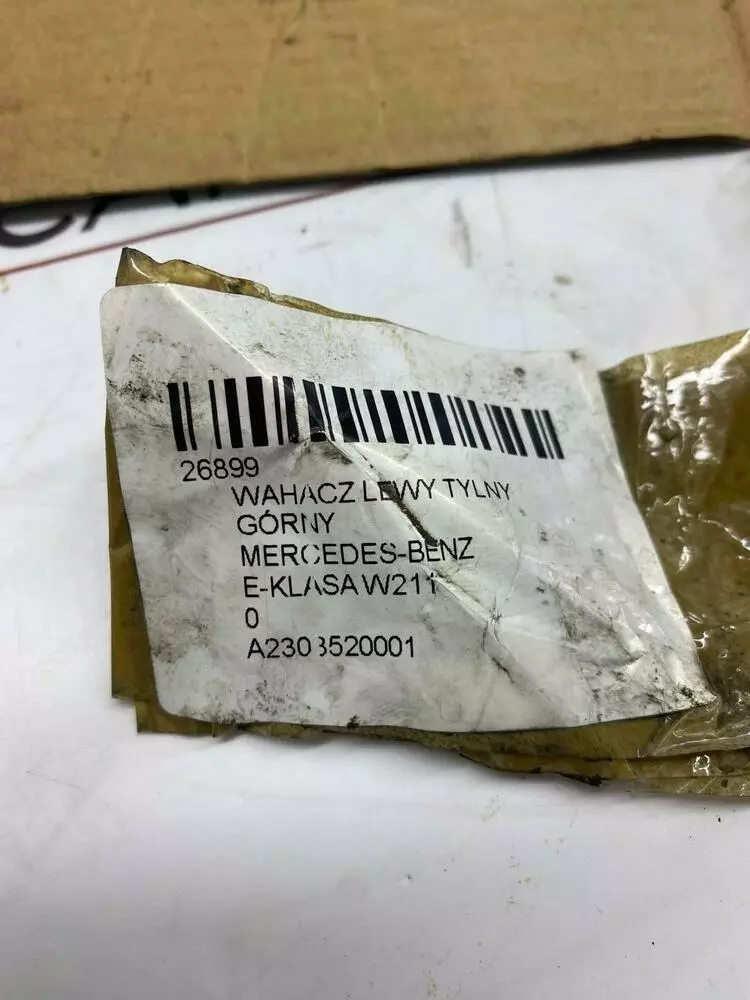 26899
WAHACZ LEWY TYLNY
GÓRNY
MERCEDES-BENZ
E-KLASA W211
0
A2303520001